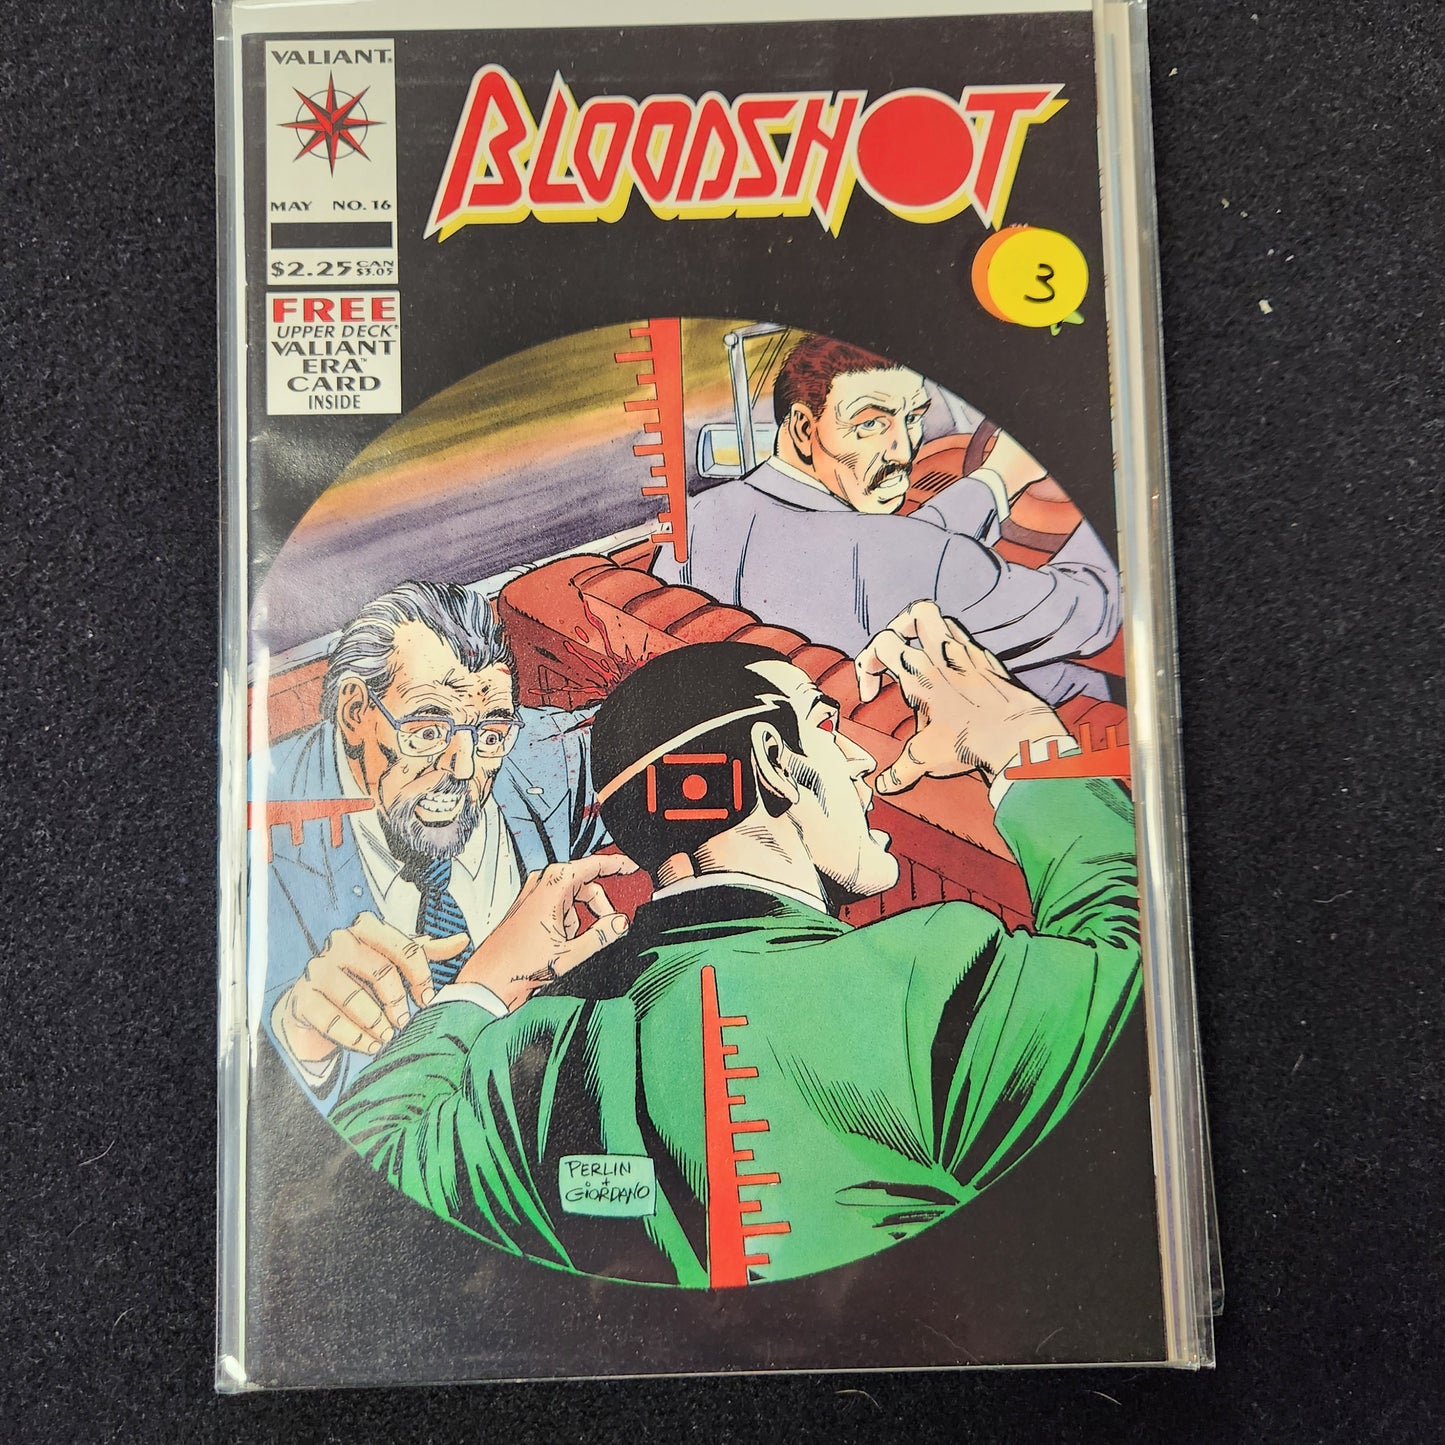 VALIANT®
BLOODSHOT
MAY NO. 16
$2.25 CAN $3.05
FREE
UPPER DECK®
VALIANT
ERA™
CARD
INSIDE
3
PERLIN
+
GIORDANO